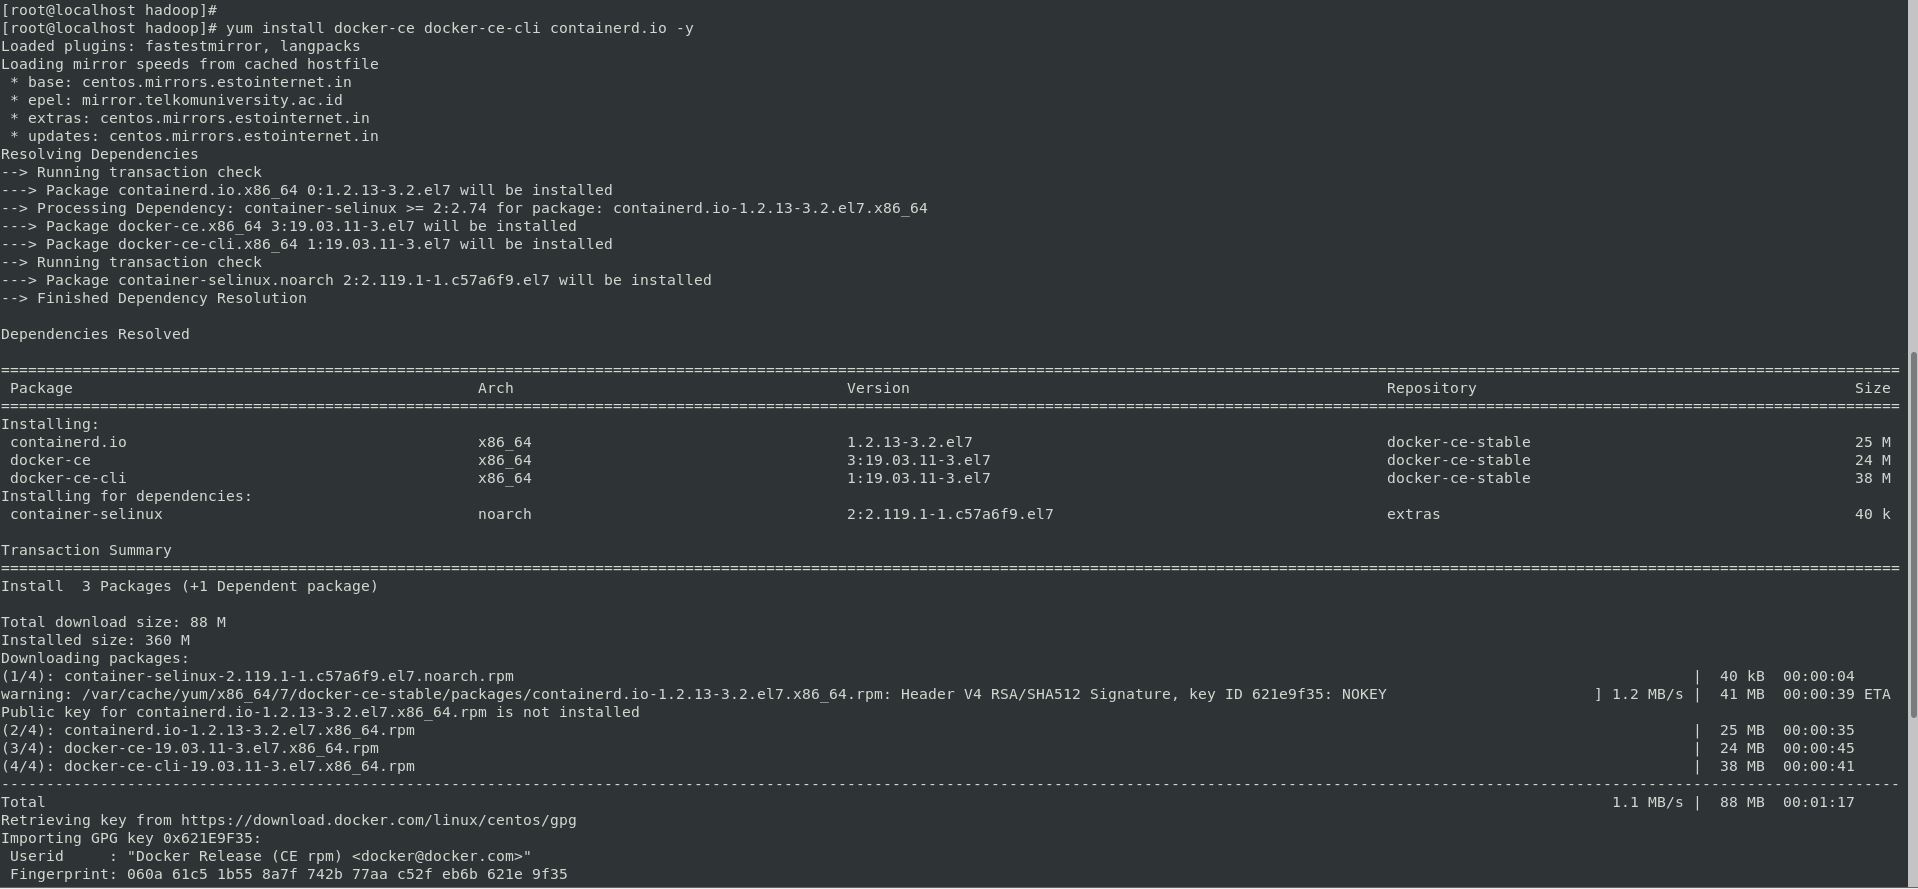 [root@localhost hadoop]#
[root@localhost hadoop]# yum install docker-ce docker-ce-cli containerd.io -y
Loaded plugins: fastestmirror, langpacks
Loading mirror speeds from cached hostfile
 * base: centos.mirrors.estointernet.in
 * epel: mirror.telkomuniversity.ac.id
 * extras: centos.mirrors.estointernet.in
 * updates: centos.mirrors.estointernet.in
Resolving Dependencies
--> Running transaction check
---> Package containerd.io.x86_64 0:1.2.13-3.2.el7 will be installed
--> Processing Dependency: container-selinux >= 2:2.74 for package: containerd.io-1.2.13-3.2.el7.x86_64
---> Package docker-ce.x86_64 3:19.03.11-3.el7 will be installed
---> Package docker-ce-cli.x86_64 1:19.03.11-3.el7 will be installed
--> Running transaction check
---> Package container-selinux.noarch 2:2.119.1-1.c57a6f9.el7 will be installed
--> Finished Dependency Resolution

Dependencies Resolved

================================================================================
 Package                    Arch          Version                        Repository              Size
================================================================================
Installing:
 containerd.io              x86_64        1.2.13-3.2.el7                 docker-ce-stable        25 M
 docker-ce                  x86_64        3:19.03.11-3.el7               docker-ce-stable        24 M
 docker-ce-cli              x86_64        1:19.03.11-3.el7               docker-ce-stable        38 M
Installing for dependencies:
 container-selinux          noarch        2:2.119.1-1.c57a6f9.el7        extras                  40 k

Transaction Summary
================================================================================
Install  3 Packages (+1 Dependent package)

Total download size: 88 M
Installed size: 360 M
Downloading packages:
(1/4): container-selinux-2.119.1-1.c57a6f9.el7.noarch.rpm                    |  40 kB  00:00:04
warning: /var/cache/yum/x86_64/7/docker-ce-stable/packages/containerd.io-1.2.13-3.2.el7.x86_64.rpm: Header V4 RSA/SHA512 Signature, key ID 621e9f35: NOKEY          ] 1.2 MB/s |  41 MB  00:00:39 ETA
Public key for containerd.io-1.2.13-3.2.el7.x86_64.rpm is not installed
(2/4): containerd.io-1.2.13-3.2.el7.x86_64.rpm                               |  25 MB  00:00:35
(3/4): docker-ce-19.03.11-3.el7.x86_64.rpm                                   |  24 MB  00:00:45
(4/4): docker-ce-cli-19.03.11-3.el7.x86_64.rpm                               |  38 MB  00:00:41
--------------------------------------------------------------------------------
Total                                                               1.1 MB/s |  88 MB  00:01:17
Retrieving key from https://download.docker.com/linux/centos/gpg
Importing GPG key 0x621E9F35:
 Userid     : "Docker Release (CE rpm) <docker@docker.com>"
 Fingerprint: 060a 61c5 1b55 8a7f 742b 77aa c52f eb6b 621e 9f35